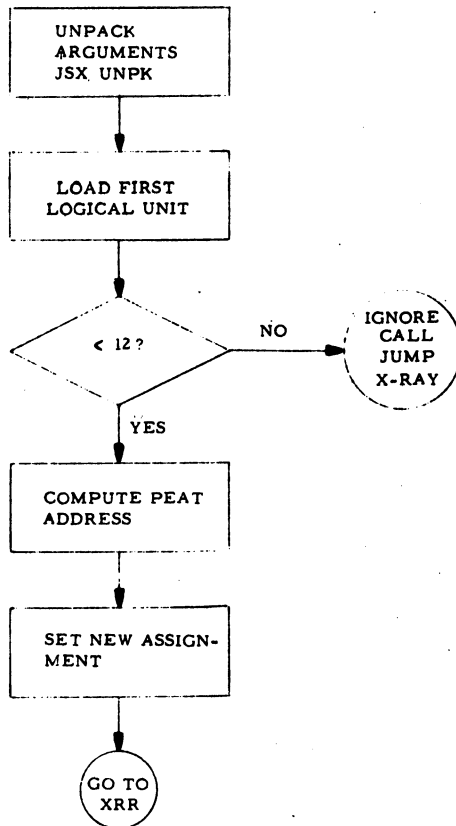 UNPACK
ARGUMENTS
JSX UNPK
LOAD FIRST
LOGICAL UNIT
< 12?
NO
IGNORE
CALL
JUMP
X-RAY
YES
COMPUTE PEAT
ADDRESS
SET NEW ASSIGN-
MENT
GO TO
XRR